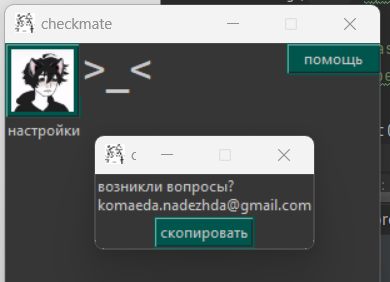 checkmate
>_<
помощь
настройки
возникли вопросы?
komaeda.nadezhda@gmail.com
скопировать